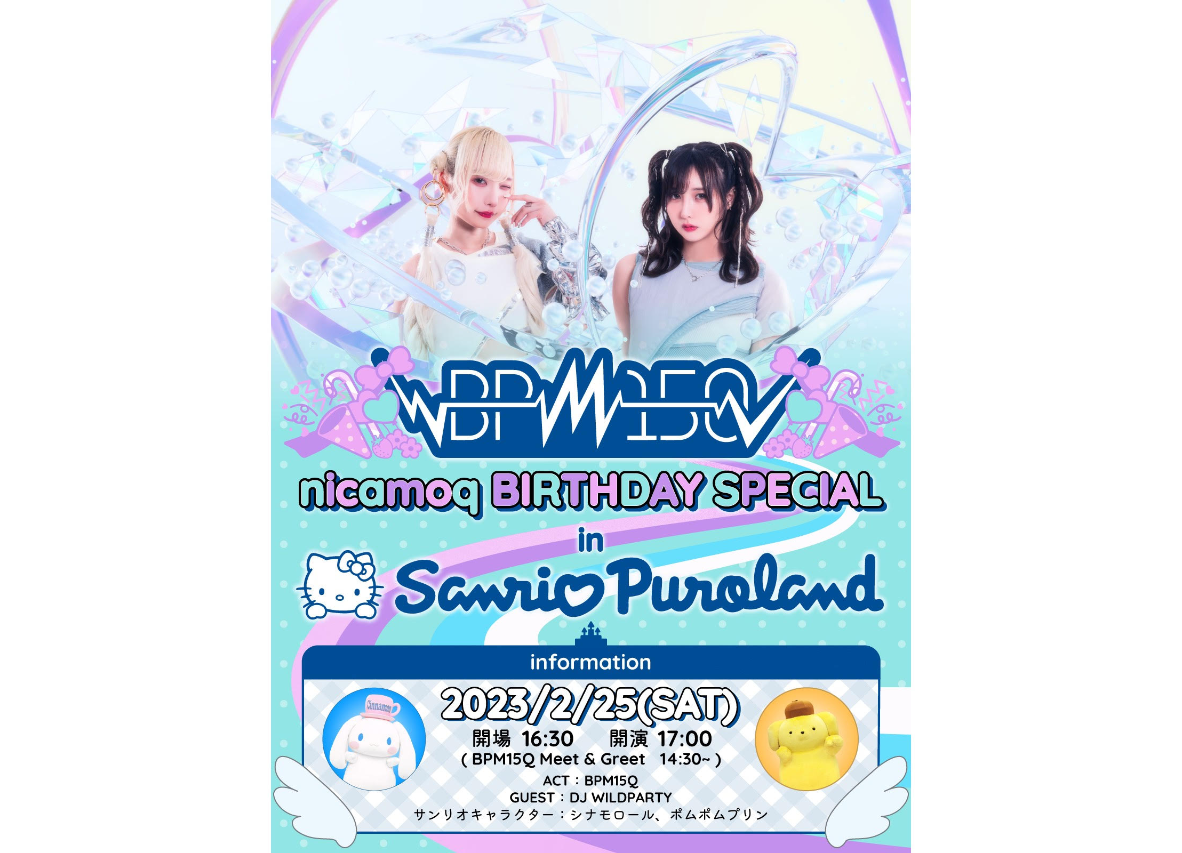 BPM15Q
nicamoq BIRTHDAY SPECIAL
in
Sanrio Puroland
information
2023/2/25(SAT)
開場 16:30 開演 17:00
( BPM15Q Meet & Greet 14:30~ )
ACT：BPM15Q
GUEST：DJ WILDPARTY
サンリオキャラクター：シナモロール、ポムポムプリン
Cinnamon